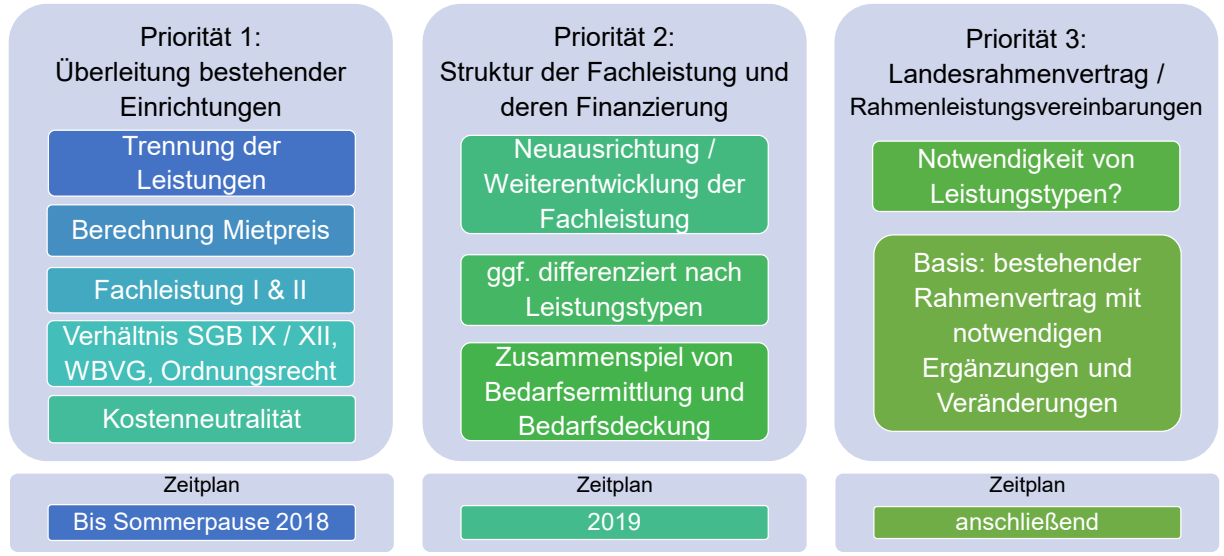 Priorität 1:
Überleitung bestehender
Einrichtungen
Trennung der
Leistungen
Berechnung Mietpreis
Fachleistung I & II
Verhältnis SGB IX / XII,
WBVG, Ordnungsrecht
Kostenneutralität
Zeitplan
Bis Sommerpause 2018
Priorität 2:
Struktur der Fachleistung und
deren Finanzierung
Neuausrichtung /
Weiterentwicklung der
Fachleistung
ggf. differenziert nach
Leistungstypen
Zusammenspiel von
Bedarfsermittlung und
Bedarfsdeckung
Zeitplan
2019
Priorität 3:
Landesrahmenvertrag /
Rahmenleistungsvereinbarungen
Notwendigkeit von
Leistungstypen?
Basis: bestehender
Rahmenvertrag mit
notwendigen
Ergänzungen und
Veränderungen
Zeitplan
anschließend